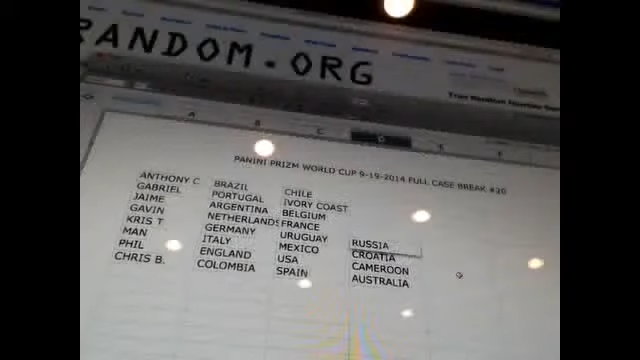 RANDOM.ORG
A B C D E F
PANINI PRIZM WORLD CUP 9-19-2014 FULL CASE BREAK #20
ANTHONY C BRAZIL CHILE
GABRIEL PORTUGAL IVORY COAST
JAIME ARGENTINA BELGIUM
GAVIN NETHERLANDS FRANCE
KRIS T GERMANY URUGUAY RUSSIA
MAN ITALY MEXICO CROATIA
PHIL ENGLAND USA CAMEROON
CHRIS B. COLOMBIA SPAIN AUSTRALIA